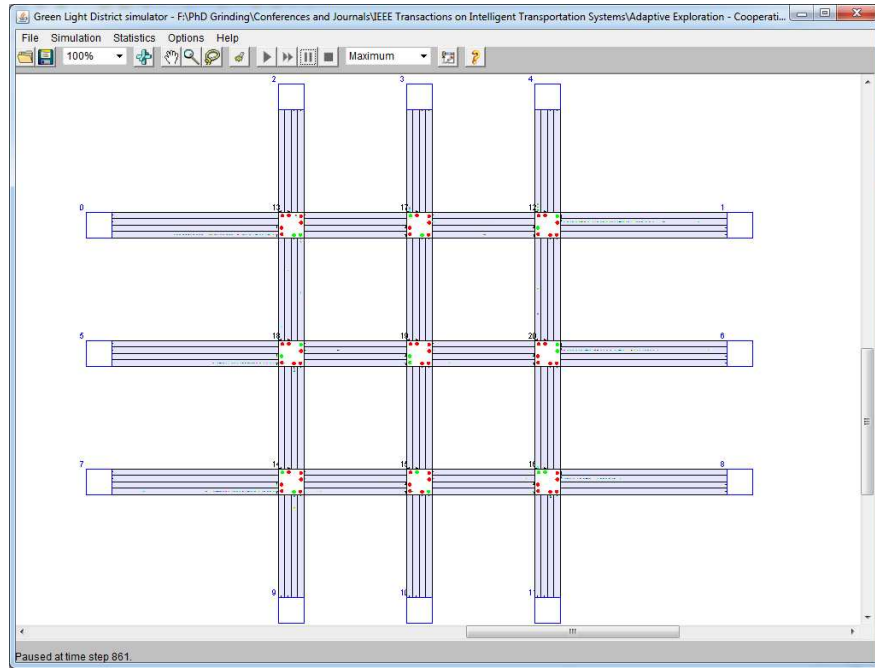 Green Light District simulator - F:\PhD Grinding\Conferences and Journals\IEEE Transactions on Intelligent Transportation Systems\Adaptive Exploration - Cooperati...
File Simulation Statistics Options Help
100% Maximum
2 3 4
0 13 17 12 1
5 18 19 20 6
7 14 15 16 8
9 10 11
Paused at time step 861.